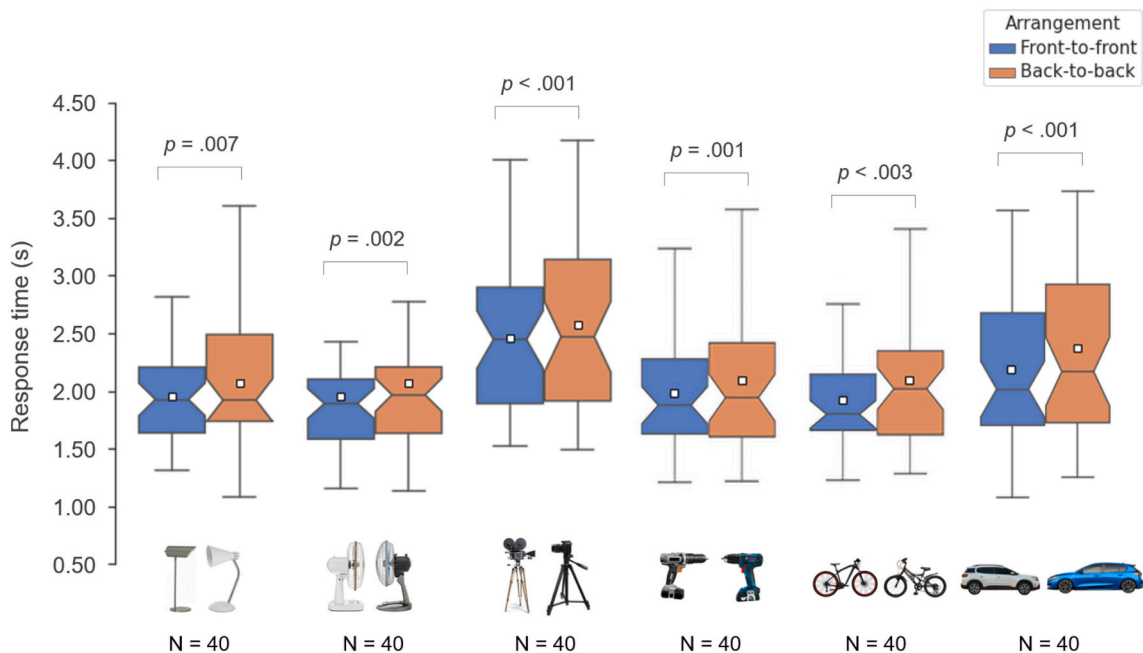 Arrangement
Front-to-front
Back-to-back
Response time (s)
4.50
4.00
3.50
3.00
2.50
2.00
1.50
1.00
0.50
p = .007
p = .002
p < .001
p = .001
p < .003
p < .001
N = 40
N = 40
N = 40
N = 40
N = 40
N = 40